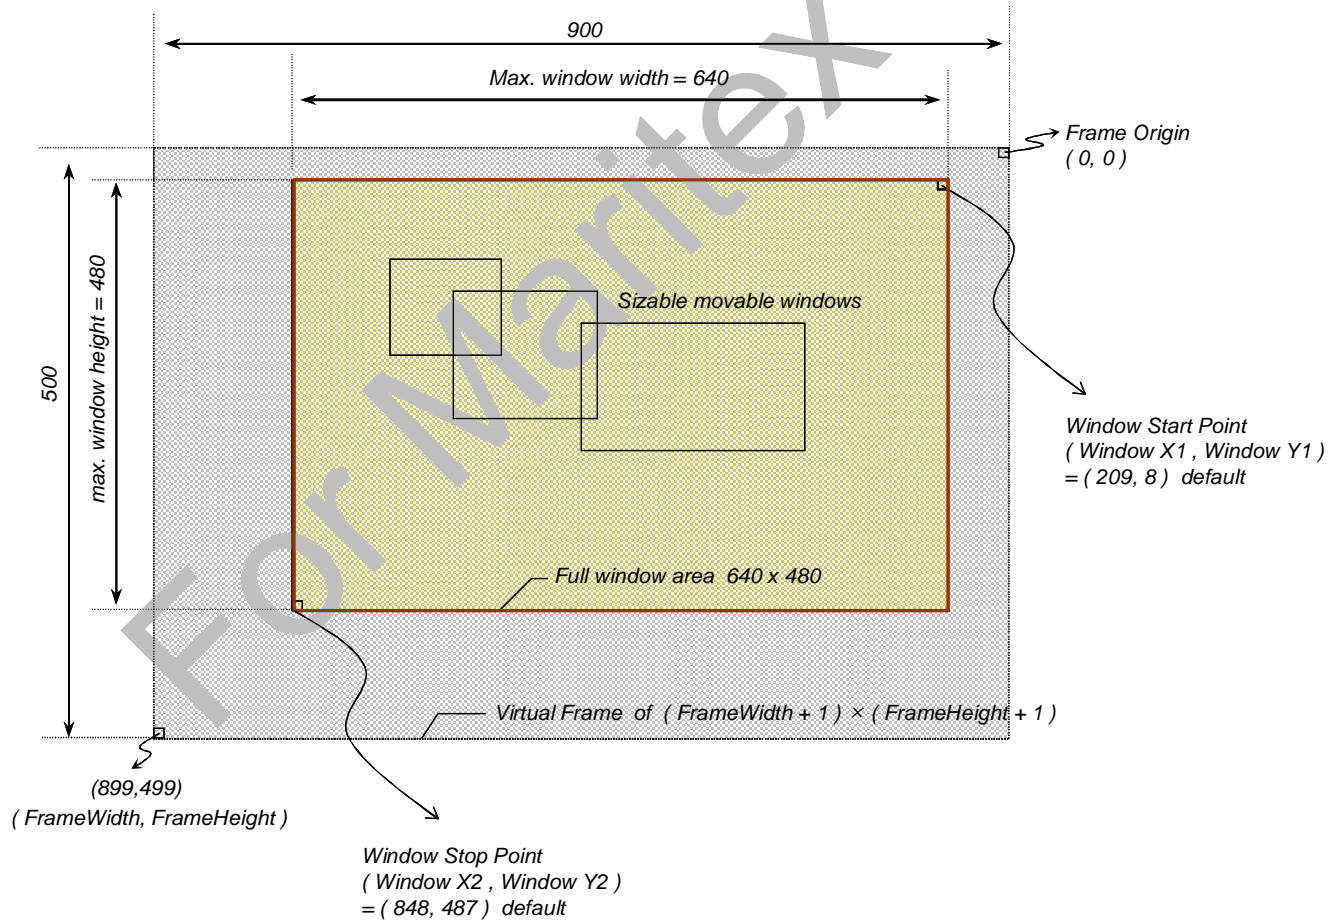 900
Max. window width = 640
Frame Origin
( 0, 0 )
500
max. window height = 480
Sizable movable windows
Window Start Point
( Window X1 , Window Y1 )
= ( 209, 8 ) default
Full window area 640 x 480
Virtual Frame of ( FrameWidth + 1 ) × ( FrameHeight + 1 )
(899,499)
( FrameWidth, FrameHeight )
Window Stop Point
( Window X2 , Window Y2 )
= ( 848, 487 ) default
For Maritex